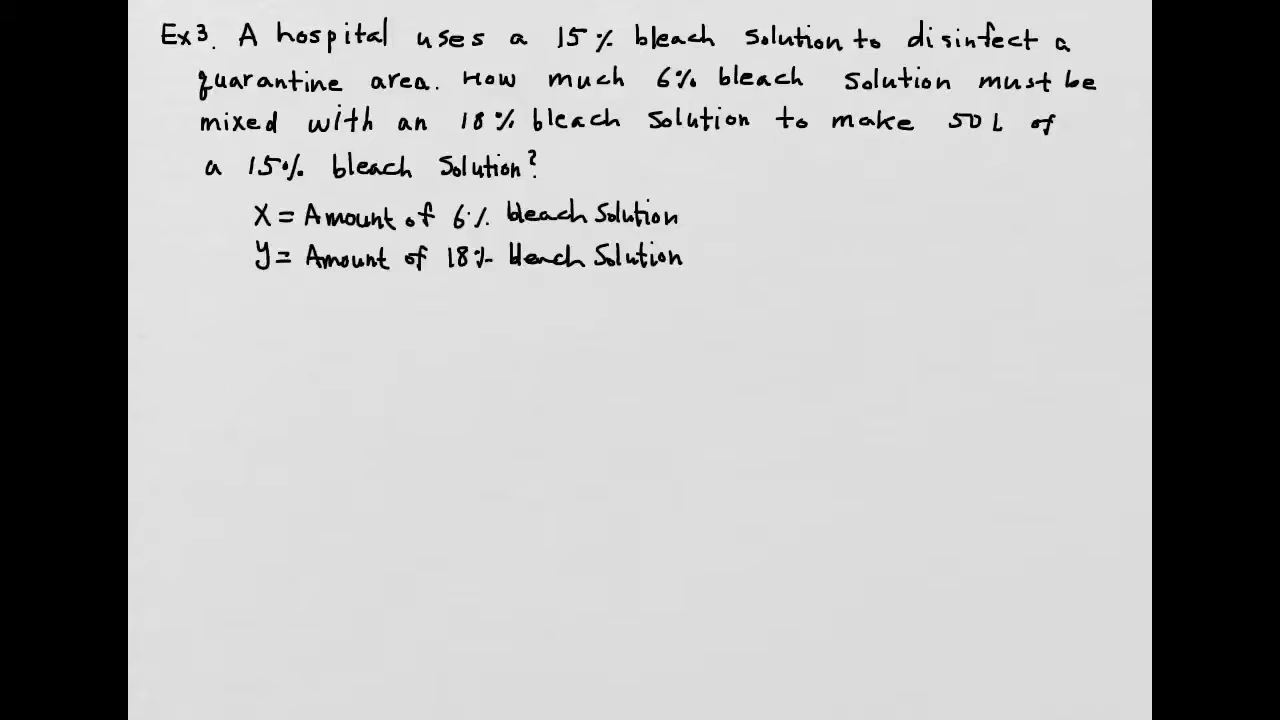 Ex3. A hospital uses a 15% bleach solution to disinfect a
quarantine area. How much 6% bleach solution must be
mixed with an 18% bleach solution to make 50 L of
a 15% bleach solution?
X = Amount of 6% bleach solution
Y = Amount of 18% bleach solution